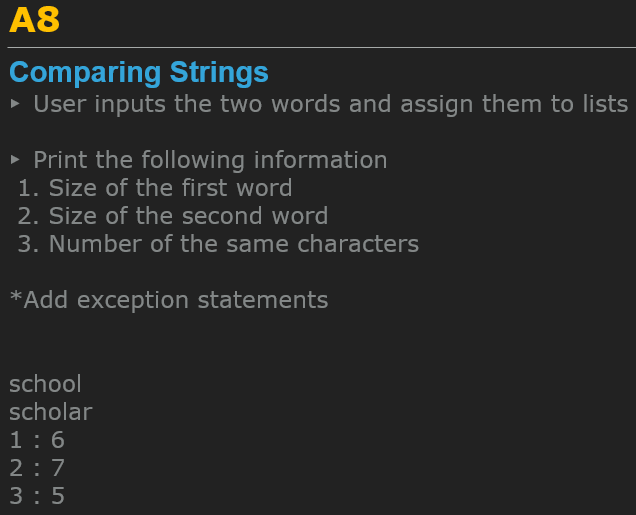 A8
Comparing Strings
▸ User inputs the two words and assign them to lists
▸ Print the following information
1. Size of the first word
2. Size of the second word
3. Number of the same characters
*Add exception statements
school
scholar
1 : 6
2 : 7
3 : 5